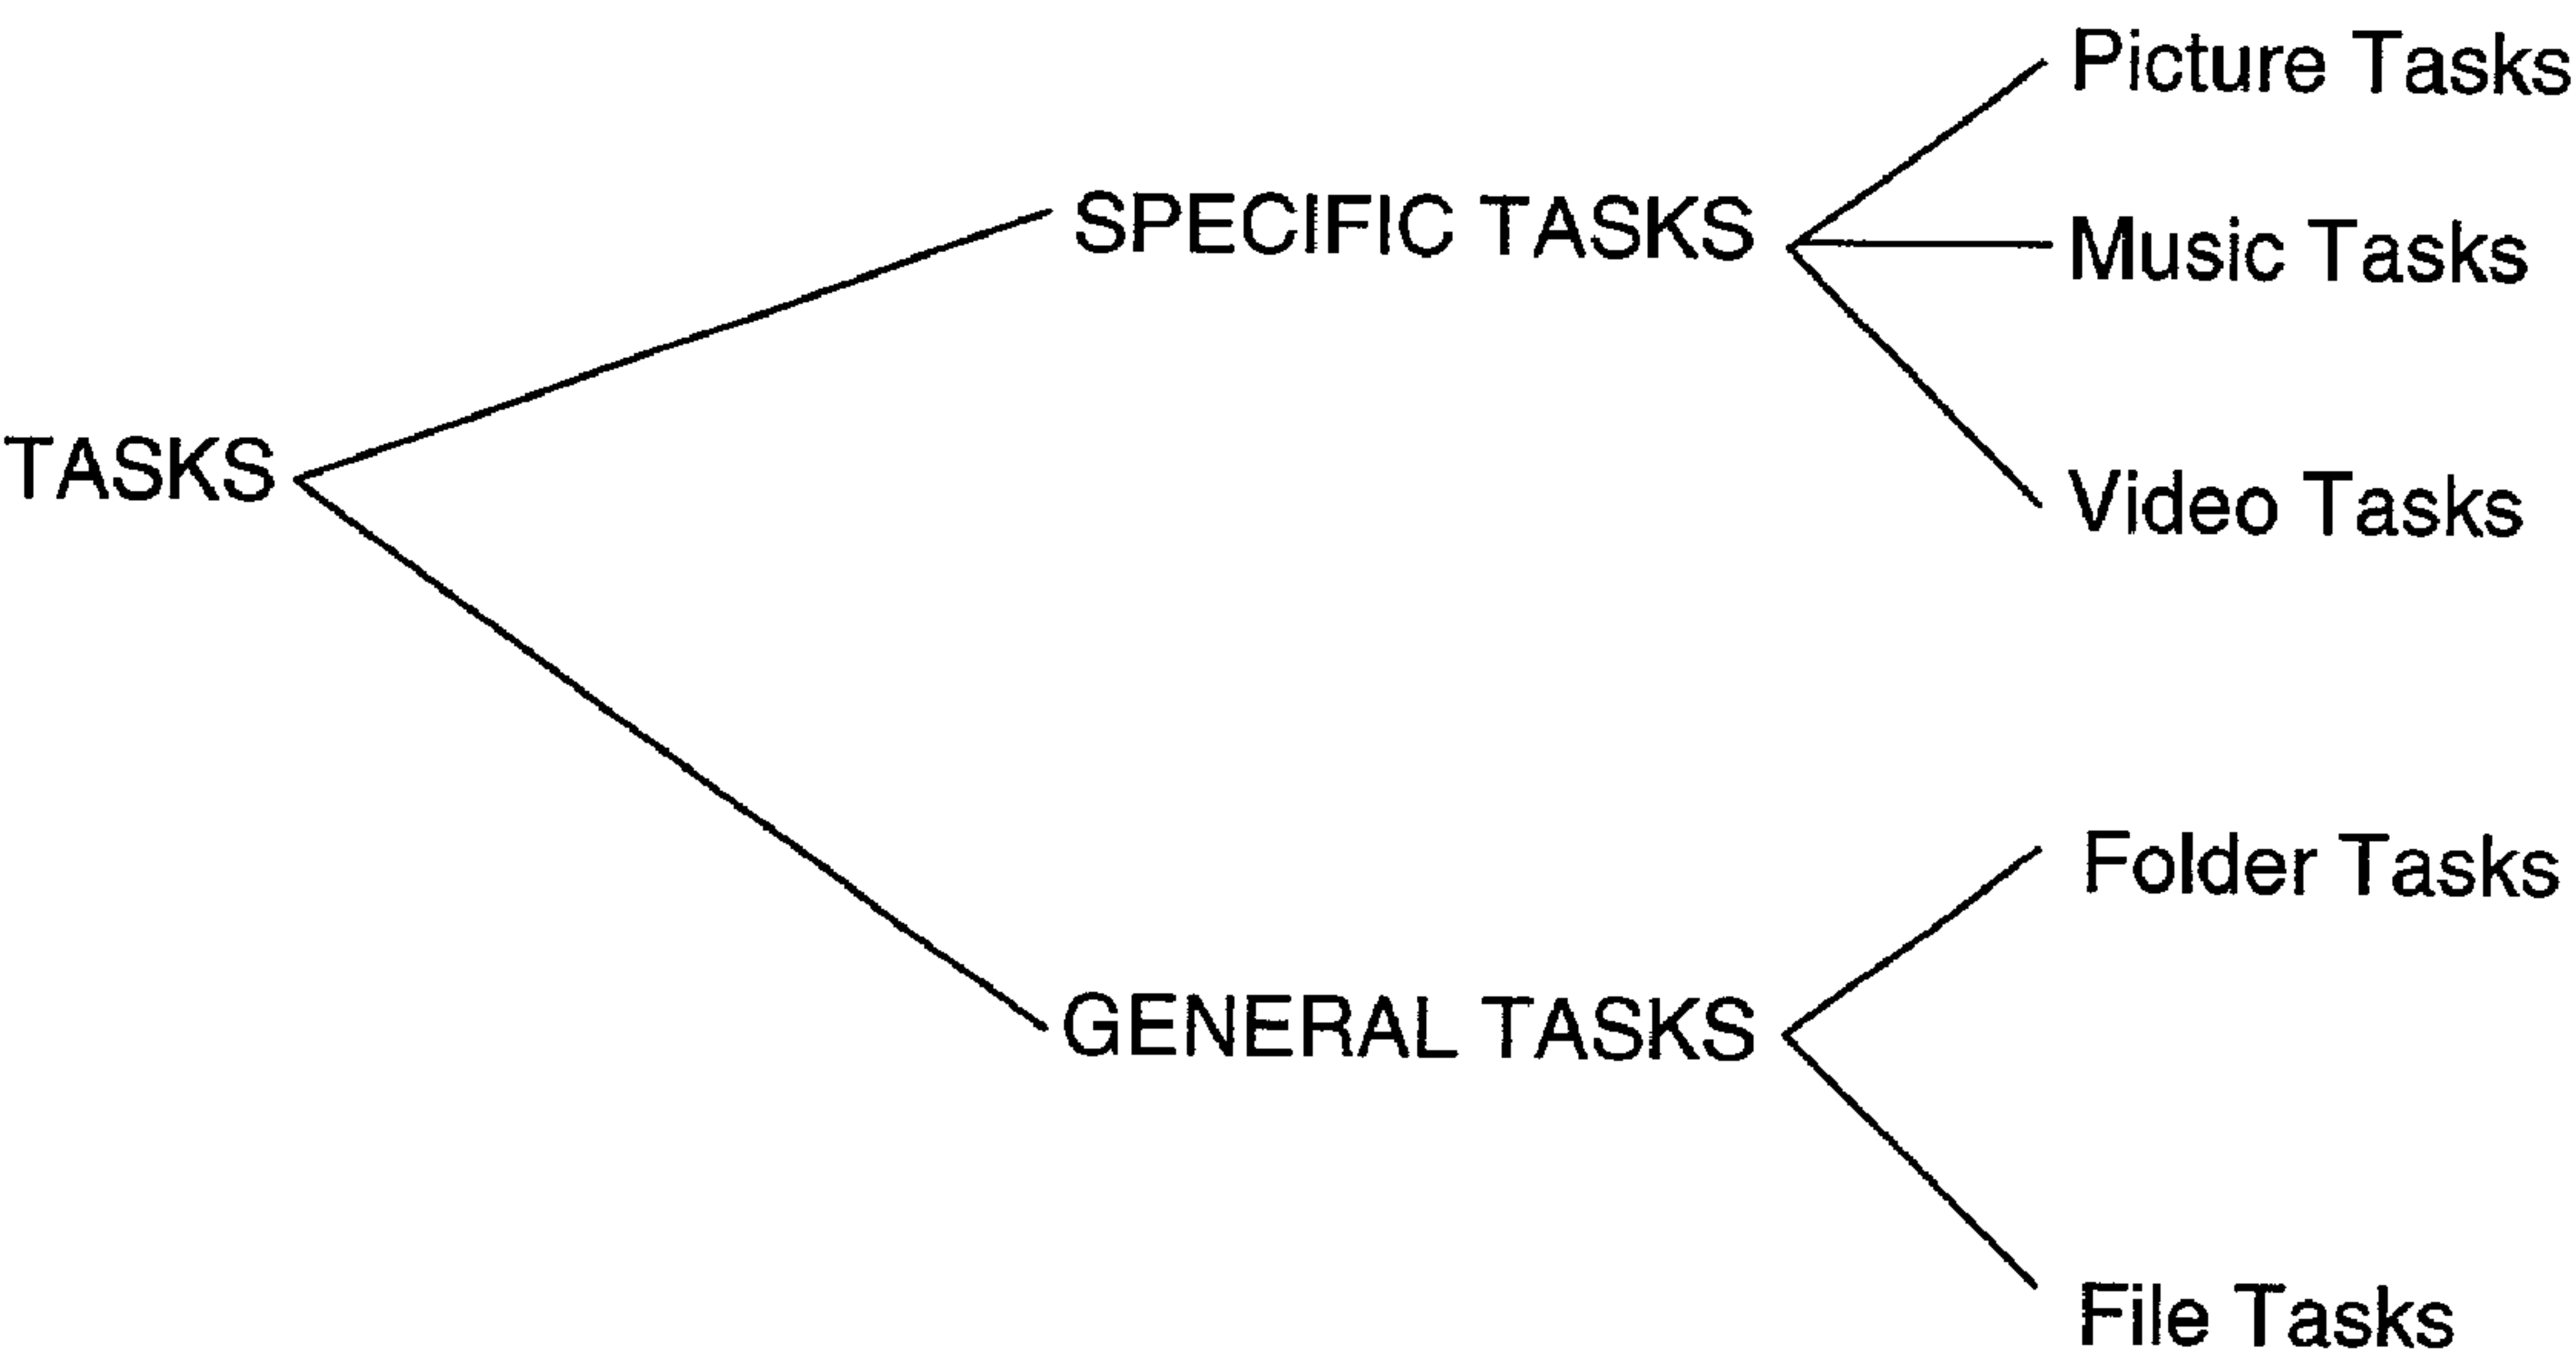 Picture Tasks
SPECIFIC TASKS
Music Tasks
TASKS
Video Tasks
Folder Tasks
GENERAL TASKS
File Tasks